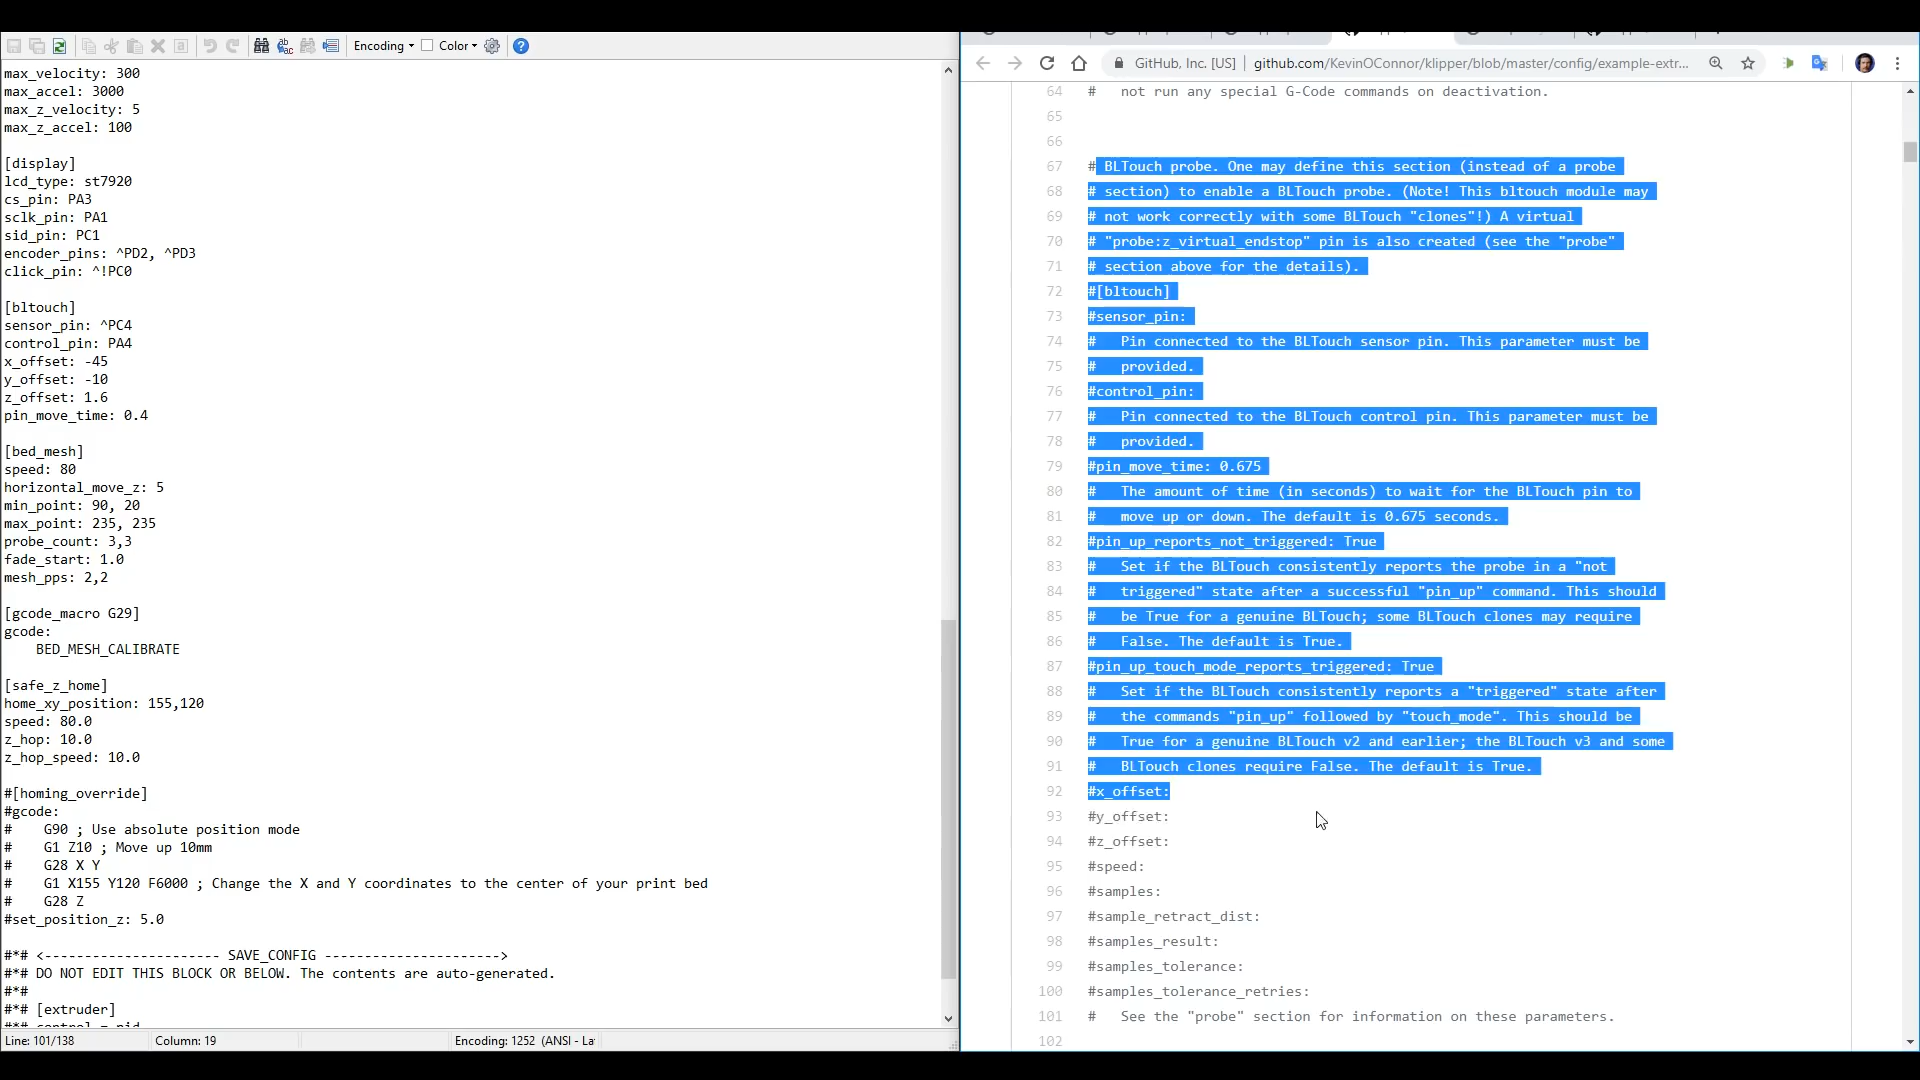 Encoding
Color
max_velocity: 300
max_accel: 3000
max_z_velocity: 5
max_z_accel: 100
[display]
lcd_type: st7920
cs_pin: PA3
sclk_pin: PA1
sid_pin: PC1
encoder_pins: ^PD2, ^PD3
click_pin: ^!PC0
[bltouch]
sensor_pin: ^PC4
control_pin: PA4
x_offset: -45
y_offset: -10
z_offset: 1.6
pin_move_time: 0.4
[bed_mesh]
speed: 80
horizontal_move_z: 5
min_point: 90, 20
max_point: 235, 235
probe_count: 3,3
fade_start: 1.0
mesh_pps: 2,2
[gcode_macro G29]
gcode:
    BED_MESH_CALIBRATE
[safe_z_home]
home_xy_position: 155,120
speed: 80.0
z_hop: 10.0
z_hop_speed: 10.0
#[homing_override]
#gcode:
#    G90 ; Use absolute position mode
#    G1 Z10 ; Move up 10mm
#    G28 X Y
#    G1 X155 Y120 F6000 ; Change the X and Y coordinates to the center of your print bed
#    G28 Z
#set_position_z: 5.0
#*# <---------------------- SAVE_CONFIG ---------------------->
#*# DO NOT EDIT THIS BLOCK OR BELOW. The contents are auto-generated.
#*#
#*# [extruder]
#*# control = pid
Line: 101/138
Column: 19
Encoding: 1252 (ANSI - La
GitHub, Inc. [US] | github.com/KevinOConnor/klipper/blob/master/config/example-extr...
64 #   not run any special G-Code commands on deactivation.
65
66
67 # BLTouch probe. One may define this section (instead of a probe
68 # section) to enable a BLTouch probe. (Note! This bltouch module may
69 # not work correctly with some BLTouch "clones"!) A virtual
70 # "probe:z_virtual_endstop" pin is also created (see the "probe"
71 # section above for the details).
72 #[bltouch]
73 #sensor_pin:
74 #   Pin connected to the BLTouch sensor pin. This parameter must be
75 #   provided.
76 #control_pin:
77 #   Pin connected to the BLTouch control pin. This parameter must be
78 #   provided.
79 #pin_move_time: 0.675
80 #   The amount of time (in seconds) to wait for the BLTouch pin to
81 #   move up or down. The default is 0.675 seconds.
82 #pin_up_reports_not_triggered: True
83 #   Set if the BLTouch consistently reports the probe in a "not
84 #   triggered" state after a successful "pin_up" command. This should
85 #   be True for a genuine BLTouch; some BLTouch clones may require
86 #   False. The default is True.
87 #pin_up_touch_mode_reports_triggered: True
88 #   Set if the BLTouch consistently reports a "triggered" state after
89 #   the commands "pin_up" followed by "touch_mode". This should be
90 #   True for a genuine BLTouch v2 and earlier; the BLTouch v3 and some
91 #   BLTouch clones require False. The default is True.
92 #x_offset:
93 #y_offset:
94 #z_offset:
95 #speed:
96 #samples:
97 #sample_retract_dist:
98 #samples_result:
99 #samples_tolerance:
100 #samples_tolerance_retries:
101 #   See the "probe" section for information on these parameters.
102